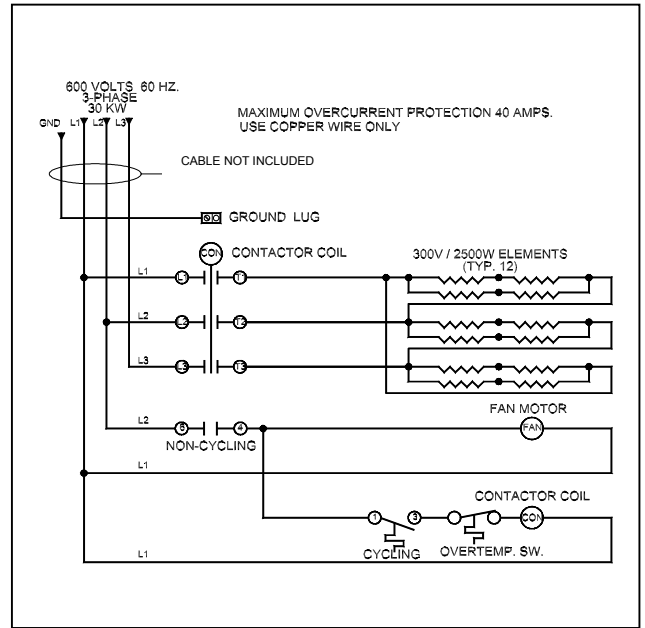 600 VOLTS 60 HZ.
3-PHASE
30 KW
GND L1 L2 L3
MAXIMUM OVERCURRENT PROTECTION 40 AMPS.
USE COPPER WIRE ONLY
CABLE NOT INCLUDED
GROUND LUG
CON CONTACTOR COIL
300V / 2500W ELEMENTS
(TYP. 12)
L1 L1 T1
L2 L2 T2
L3 L3 T3
FAN MOTOR
L2 6 4 FAN
NON-CYCLING
L1
CONTACTOR COIL
1 3 CON
CYCLING OVERTEMP. SW.
L1